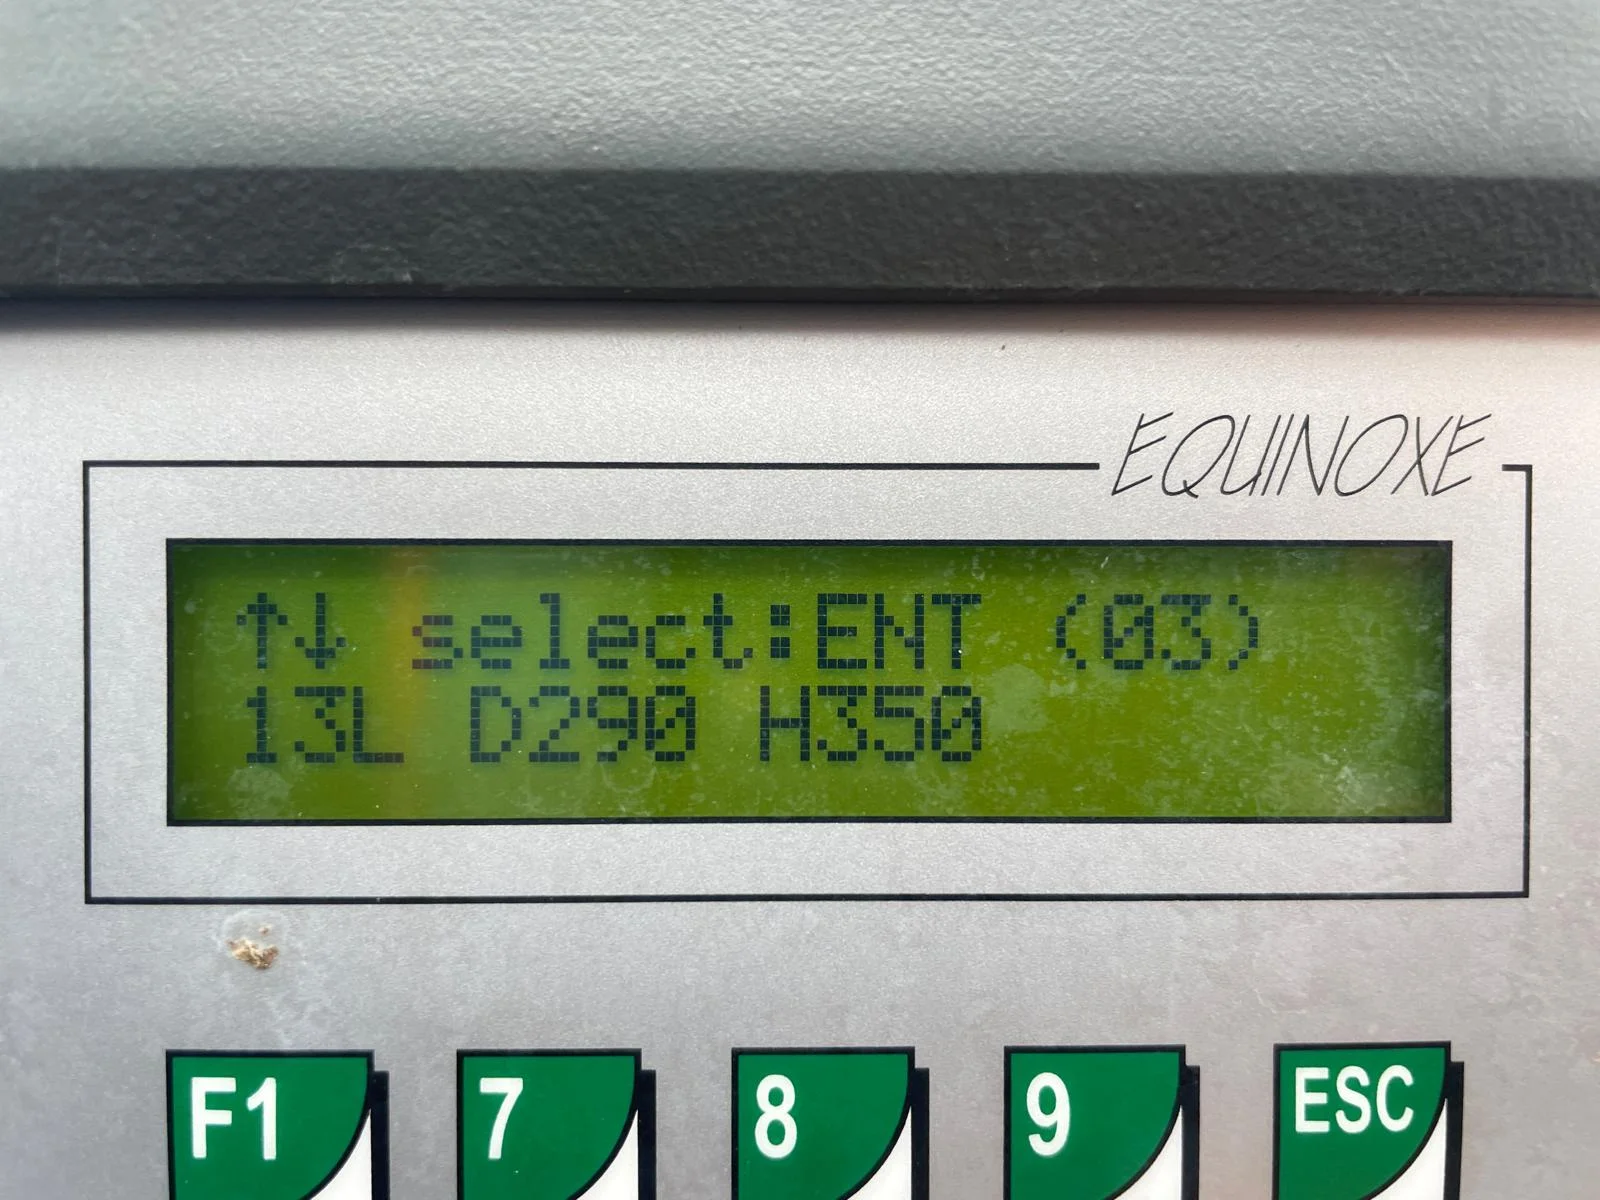 EQUINOXE
↑↓ select:ENT (03)
13L D290 H350
F1 7 8 9 ESC